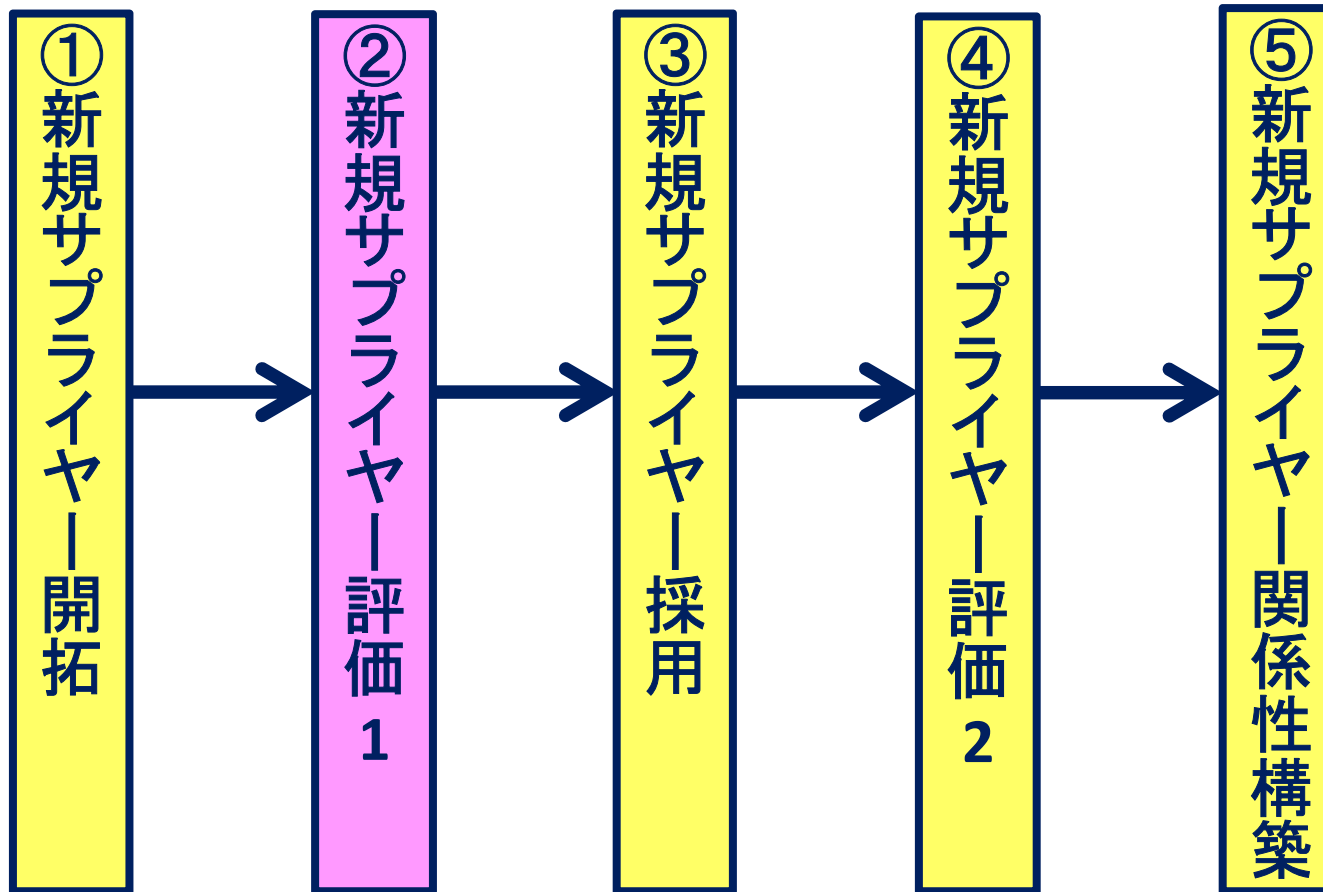 ①新規サプライヤー開拓
②新規サプライヤー評価1
③新規サプライヤー採用
④新規サプライヤー評価2
⑤新規サプライヤー関係性構築